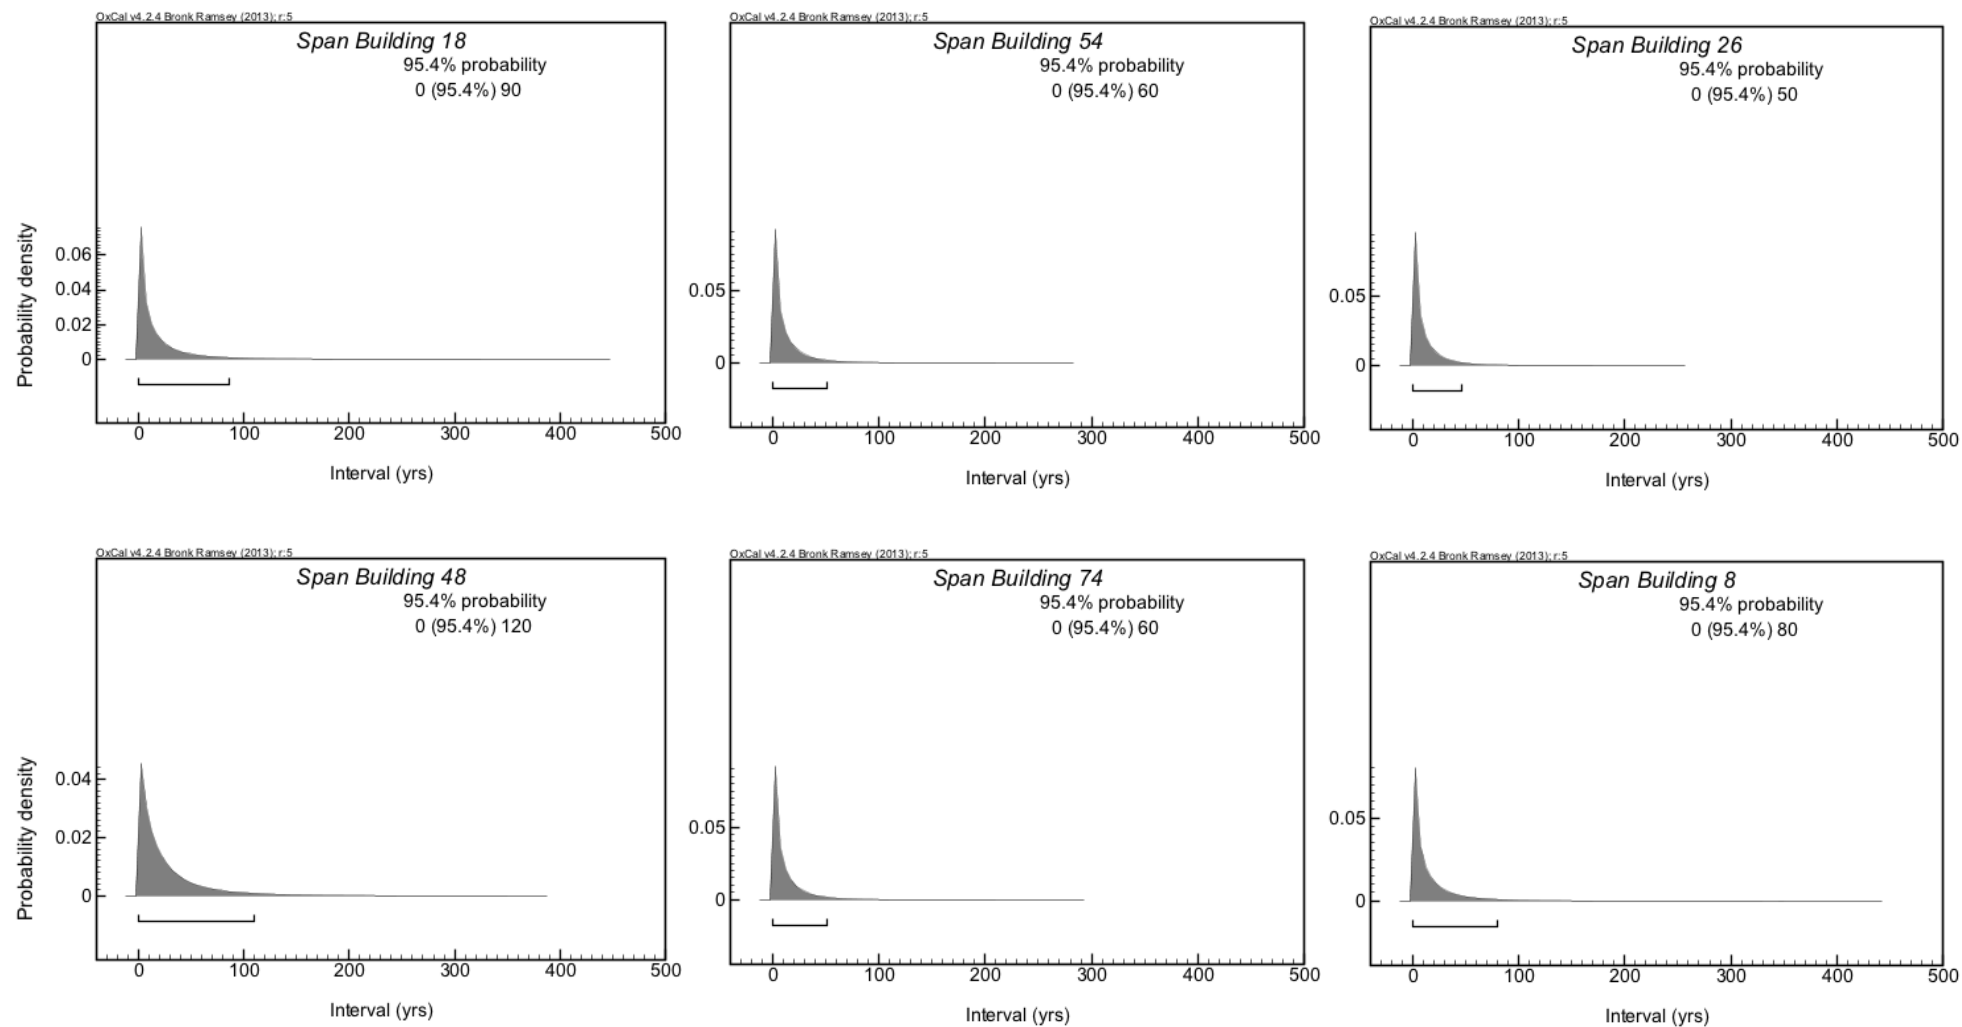 OxCal v4.2.4 Bronk Ramsey (2013); r:5
Span Building 18
95.4% probability
0 (95.4%) 90
Probability density
0.06
0.04
0.02
0
0 100 200 300 400 500
Interval (yrs)
OxCal v4.2.4 Bronk Ramsey (2013); r:5
Span Building 54
95.4% probability
0 (95.4%) 60
0.05
0
0 100 200 300 400 500
Interval (yrs)
OxCal v4.2.4 Bronk Ramsey (2013); r:5
Span Building 26
95.4% probability
0 (95.4%) 50
0.05
0
0 100 200 300 400 500
Interval (yrs)
OxCal v4.2.4 Bronk Ramsey (2013); r:5
Span Building 48
95.4% probability
0 (95.4%) 120
Probability density
0.04
0.02
0
0 100 200 300 400 500
Interval (yrs)
OxCal v4.2.4 Bronk Ramsey (2013); r:5
Span Building 74
95.4% probability
0 (95.4%) 60
0.05
0
0 100 200 300 400 500
Interval (yrs)
OxCal v4.2.4 Bronk Ramsey (2013); r:5
Span Building 8
95.4% probability
0 (95.4%) 80
0.05
0
0 100 200 300 400 500
Interval (yrs)